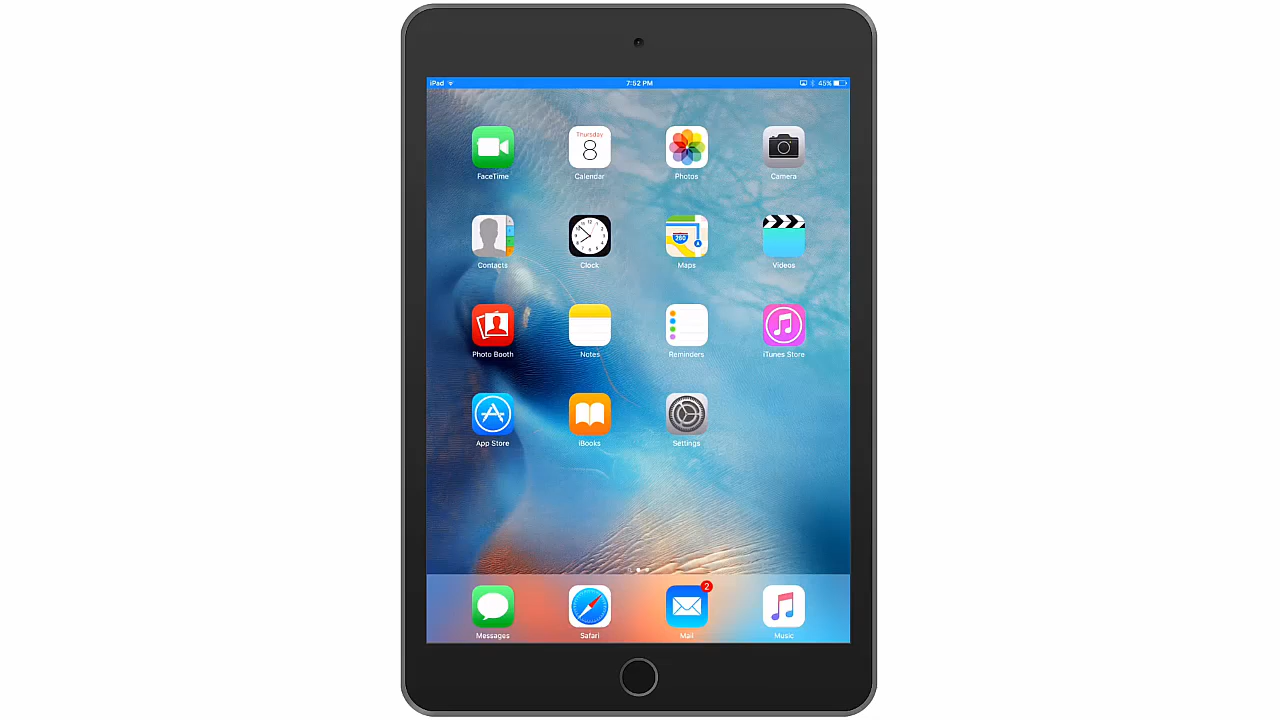 iPad 7:52 PM 45%
Thursday
8
FaceTime Calendar Photos Camera
12
280
Contacts Clock Maps Videos
Photo Booth Notes Reminders iTunes Store
App Store iBooks Settings
2
Messages Safari Mail Music